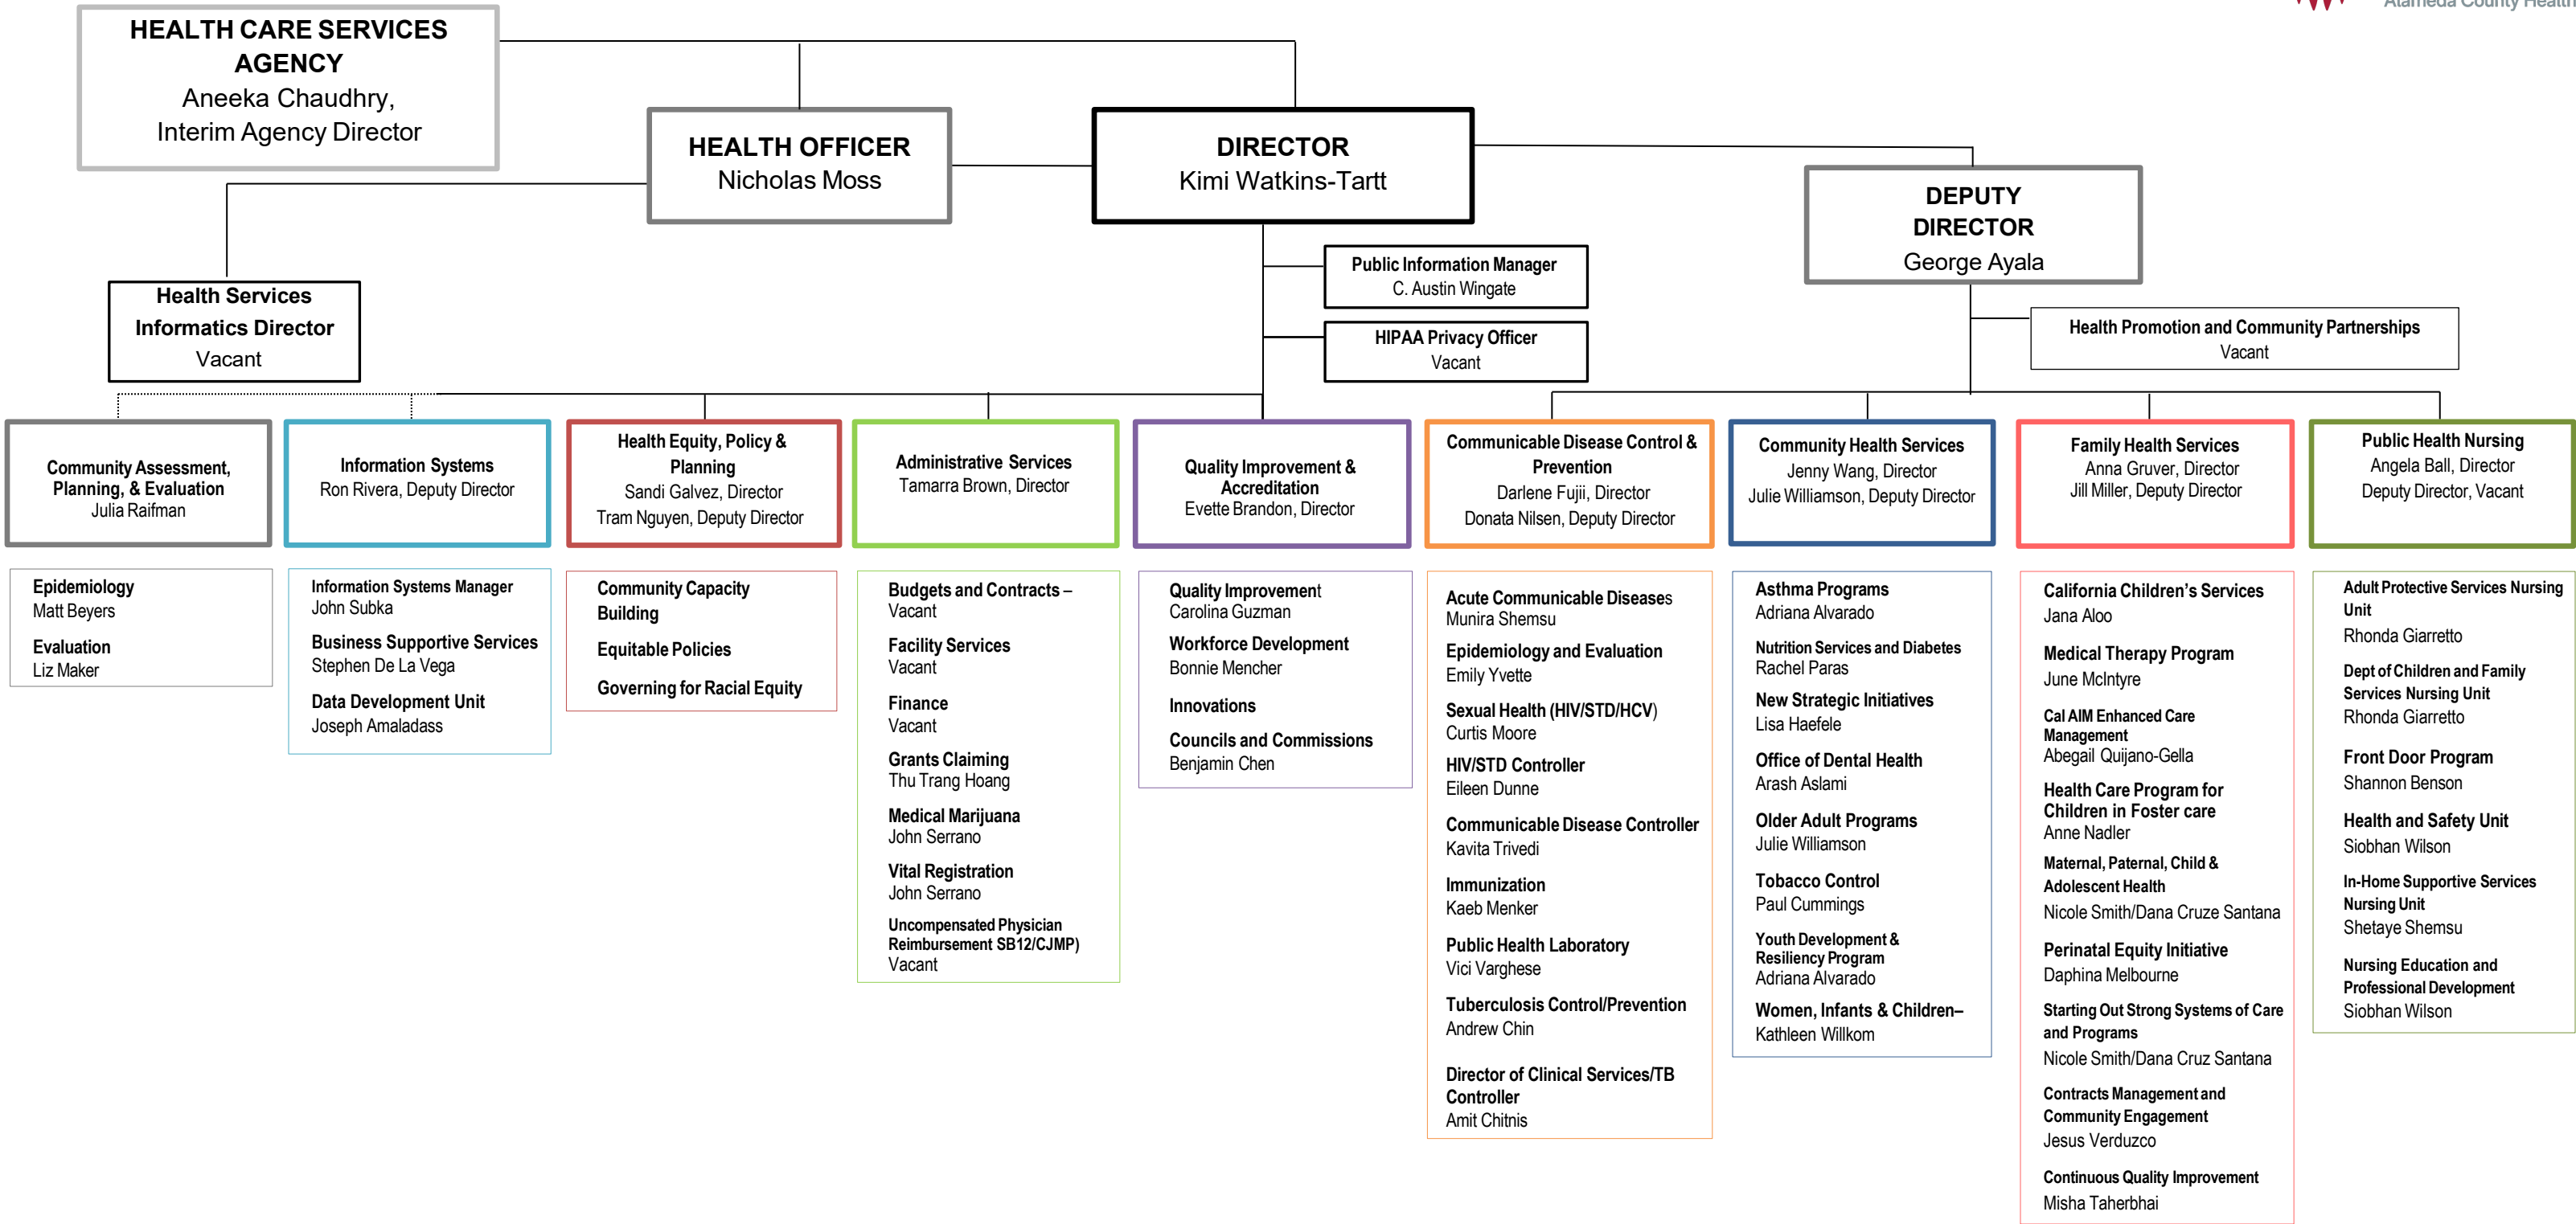 Alameda County Health
HEALTH CARE SERVICES
AGENCY
Aneeka Chaudhry,
Interim Agency Director
HEALTH OFFICER
Nicholas Moss
DIRECTOR
Kimi Watkins-Tartt
DEPUTY
DIRECTOR
George Ayala
Public Information Manager
C. Austin Wingate
HIPAA Privacy Officer
Vacant
Health Promotion and Community Partnerships
Vacant
Health Services
Informatics Director
Vacant
Community Assessment,
Planning, & Evaluation
Julia Raifman
Information Systems
Ron Rivera, Deputy Director
Health Equity, Policy &
Planning
Sandi Galvez, Director
Tram Nguyen, Deputy Director
Administrative Services
Tamarra Brown, Director
Quality Improvement &
Accreditation
Evette Brandon, Director
Communicable Disease Control &
Prevention
Darlene Fujii, Director
Donata Nilsen, Deputy Director
Community Health Services
Jenny Wang, Director
Julie Williamson, Deputy Director
Family Health Services
Anna Gruver, Director
Jill Miller, Deputy Director
Public Health Nursing
Angela Ball, Director
Deputy Director, Vacant
Epidemiology
Matt Beyers
Evaluation
Liz Maker
Information Systems Manager
John Subka
Business Supportive Services
Stephen De La Vega
Data Development Unit
Joseph Amaladass
Community Capacity
Building
Equitable Policies
Governing for Racial Equity
Budgets and Contracts –
Vacant
Facility Services
Vacant
Finance
Vacant
Grants Claiming
Thu Trang Hoang
Medical Marijuana
John Serrano
Vital Registration
John Serrano
Uncompensated Physician
Reimbursement SB12/CJMP)
Vacant
Quality Improvement
Carolina Guzman
Workforce Development
Bonnie Mencher
Innovations
Councils and Commissions
Benjamin Chen
Acute Communicable Diseases
Munira Shemsu
Epidemiology and Evaluation
Emily Yvette
Sexual Health (HIV/STD/HCV)
Curtis Moore
HIV/STD Controller
Eileen Dunne
Communicable Disease Controller
Kavita Trivedi
Immunization
Kaeb Menker
Public Health Laboratory
Vici Varghese
Tuberculosis Control/Prevention
Andrew Chin
Director of Clinical Services/TB
Controller
Amit Chitnis
Asthma Programs
Adriana Alvarado
Nutrition Services and Diabetes
Rachel Paras
New Strategic Initiatives
Lisa Haefele
Office of Dental Health
Arash Aslami
Older Adult Programs
Julie Williamson
Tobacco Control
Paul Cummings
Youth Development &
Resiliency Program
Adriana Alvarado
Women, Infants & Children–
Kathleen Willkom
California Children's Services
Jana Aloo
Medical Therapy Program
June McIntyre
Cal AIM Enhanced Care
Management
Abegail Quijano-Gella
Health Care Program for
Children in Foster care
Anne Nadler
Maternal, Paternal, Child &
Adolescent Health
Nicole Smith/Dana Cruze Santana
Perinatal Equity Initiative
Daphina Melbourne
Starting Out Strong Systems of Care
and Programs
Nicole Smith/Dana Cruz Santana
Contracts Management and
Community Engagement
Jesus Verduzco
Continuous Quality Improvement
Misha Taherbhai
Adult Protective Services Nursing
Unit
Rhonda Giarretto
Dept of Children and Family
Services Nursing Unit
Rhonda Giarretto
Front Door Program
Shannon Benson
Health and Safety Unit
Siobhan Wilson
In-Home Supportive Services
Nursing Unit
Shetaye Shemsu
Nursing Education and
Professional Development
Siobhan Wilson